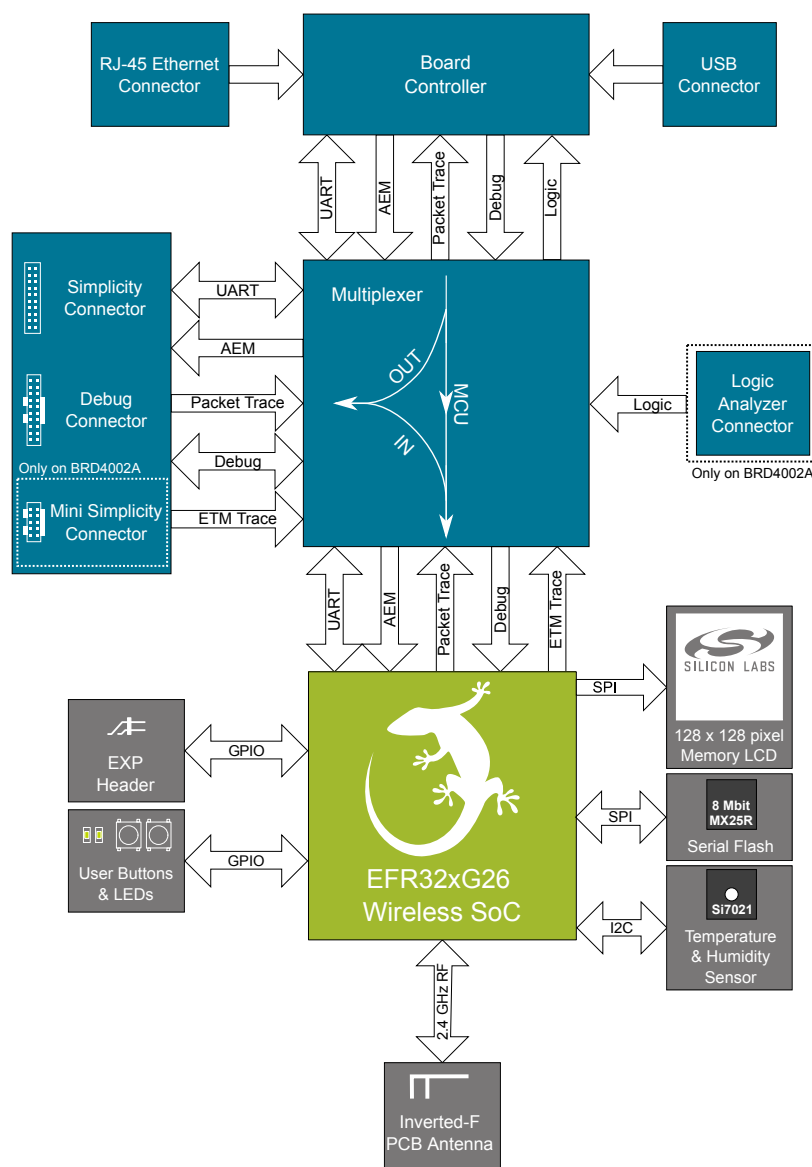 RJ-45 Ethernet
Connector
Board
Controller
USB
Connector
UART
AEM
Packet Trace
Debug
Logic
Simplicity
Connector
Debug
Connector
Only on BRD4002A
Mini Simplicity
Connector
UART
AEM
Packet Trace
Debug
ETM Trace
Multiplexer
OUT
MCU
IN
Logic
Logic
Analyzer
Connector
Only on BRD4002A
UART
AEM
Packet Trace
Debug
ETM Trace
EXP
Header
GPIO
User Buttons
& LEDs
GPIO
EFR32xG26
Wireless SoC
SPI
SILICON LABS
128 x 128 pixel
Memory LCD
SPI
8 Mbit
MX25R
Serial Flash
I2C
Si7021
Temperature
& Humidity
Sensor
2.4 GHz RF
Inverted-F
PCB Antenna